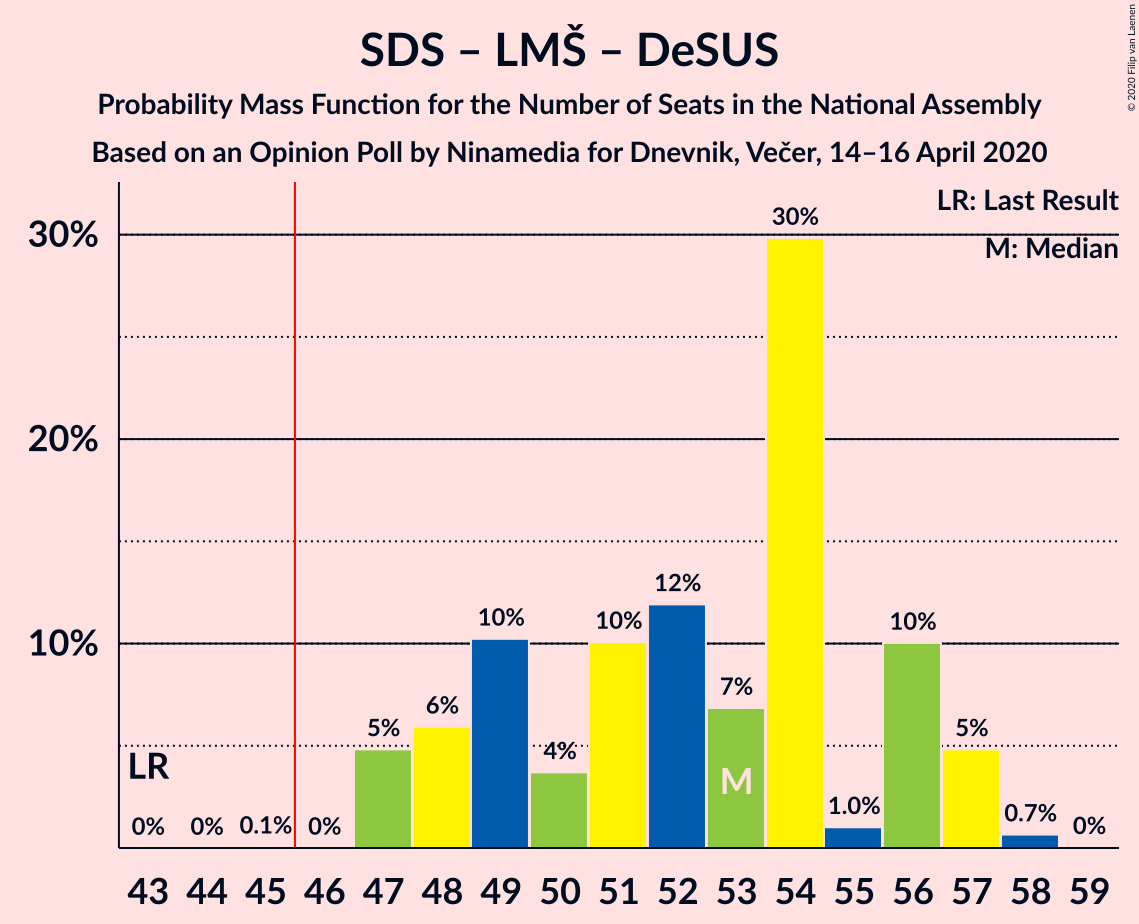 SDS – LMŠ – DeSUS
Probability Mass Function for the Number of Seats in the National Assembly
Based on an Opinion Poll by Ninamedia for Dnevnik, Večer, 14–16 April 2020
© 2020 Filip van Laenen
LR: Last Result
M: Median
30%
20%
10%
LR
M
0% 0% 0.1% 0% 5% 6% 10% 4% 10% 12% 7% 30% 1.0% 10% 5% 0.7% 0%
43 44 45 46 47 48 49 50 51 52 53 54 55 56 57 58 59